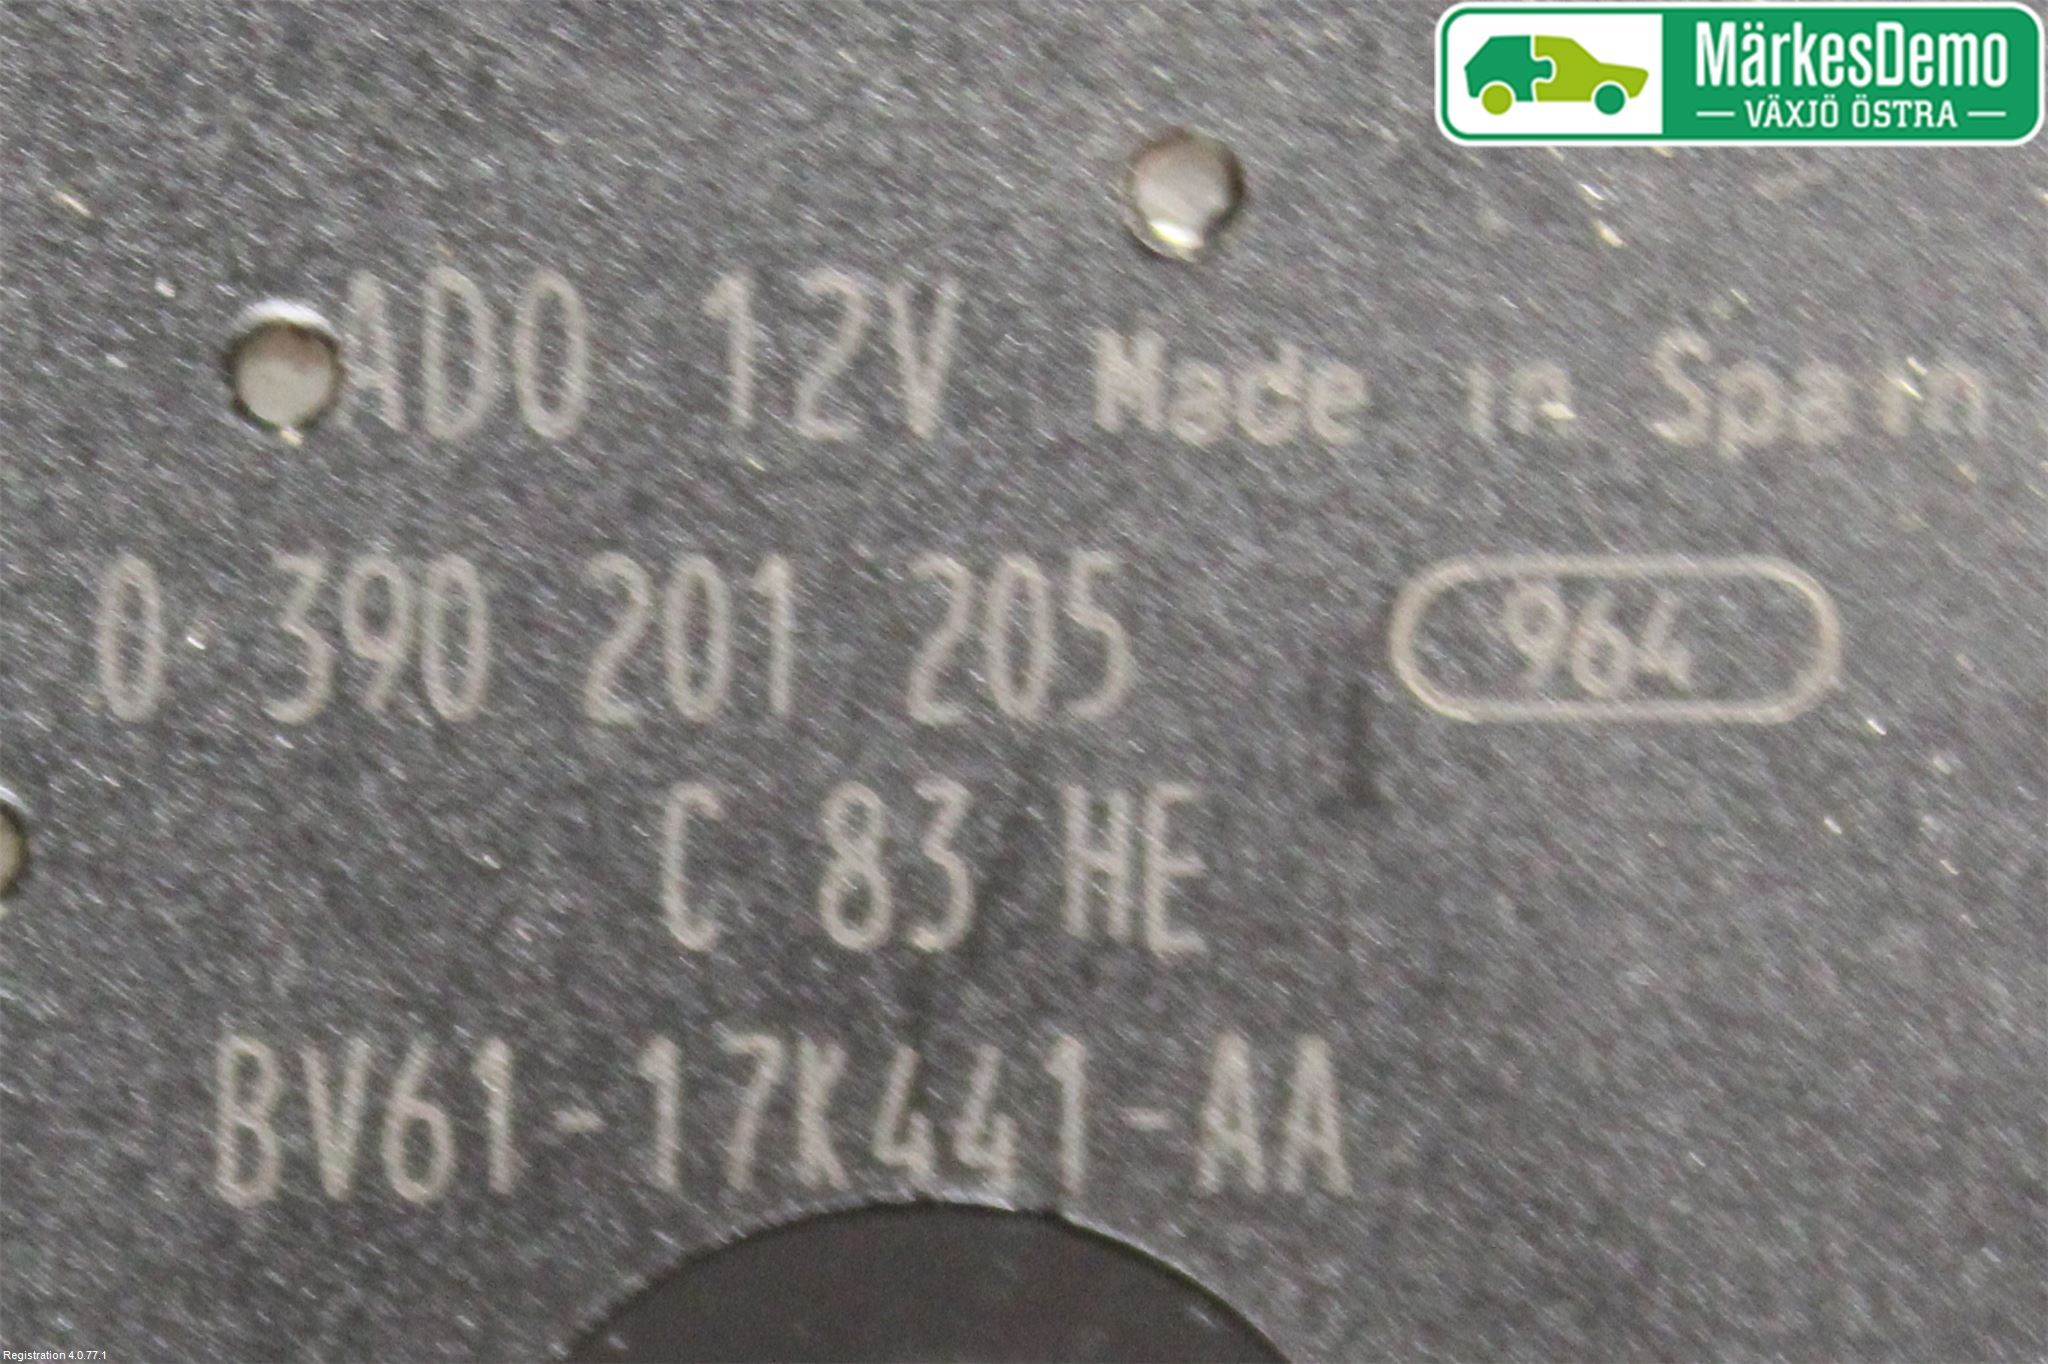 MärkesDemo
VÄXJÖ ÖSTRA
AD0 12V Made in Spain
0 390 201 205 964
C 83 HE
BV61-17K441-AA
Registration 4.0.77.1